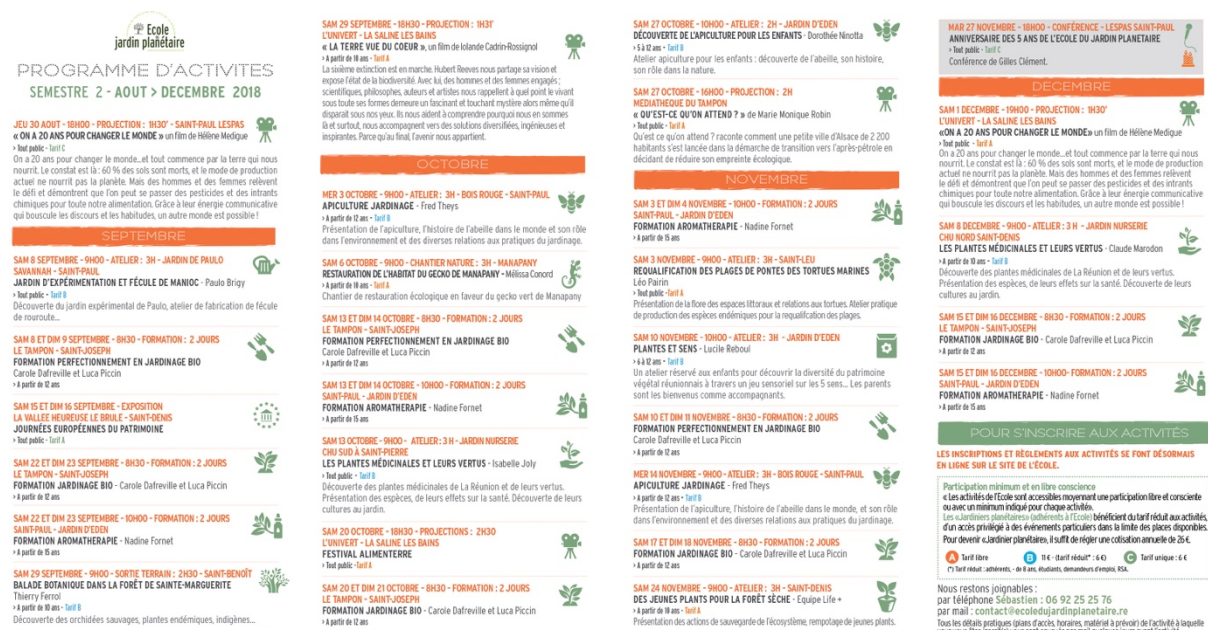 Ecole
jardin planétaire
PROGRAMME D'ACTIVITES
SEMESTRE 2 - AOUT > DECEMBRE 2018
JEU 30 AOUT - 18H00 - PROJECTION : 1H30' - SAINT-PAUL LESPAS
« ON A 20 ANS POUR CHANGER LE MONDE » un film de Hélène Medigue
> Tout public - Tarif C
On a 20 ans pour changer le monde...et tout commence par la terre qui nous
nourrit. Le constat est là : 60 % des sols sont morts, et le mode de production
actuel ne nourrit pas la planète. Mais des hommes et des femmes relèvent
le défi et démontrent que l'on peut se passer des pesticides et des intrants
chimiques pour toute notre alimentation. Grâce à leur énergie communicative
qui bouscule les discours et les habitudes, un autre monde est possible !
SEPTEMBRE
SAM 8 SEPTEMBRE - 9H00 - ATELIER : 3H - JARDIN DE PAULO
SAVANNAH - SAINT-PAUL
JARDIN D'EXPÉRIMENTATION ET FÉCULE DE MANIOC - Paulo Brigy
> Tout public - Tarif B
Découverte du jardin expérimental de Paulo, atelier de fabrication de fécule
de rouroute...
SAM 8 ET DIM 9 SEPTEMBRE - 8H30 - FORMATION : 2 JOURS
LE TAMPON - SAINT-JOSEPH
FORMATION PERFECTIONNEMENT EN JARDINAGE BIO
Carole Dafreville et Luca Piccin
> A partir de 12 ans
SAM 15 ET DIM 16 SEPTEMBRE - EXPOSITION
LA VALLÉE HEUREUSE LE BRULE - SAINT-DENIS
JOURNÉES EUROPÉENNES DU PATRIMOINE
> Tout public - Tarif A
SAM 22 ET DIM 23 SEPTEMBRE - 8H30 - FORMATION : 2 JOURS
LE TAMPON - SAINT-JOSEPH
FORMATION JARDINAGE BIO - Carole Dafreville et Luca Piccin
> A partir de 12 ans
SAM 22 ET DIM 23 SEPTEMBRE - 10H00 - FORMATION : 2 JOURS
SAINT-PAUL - JARDIN D'EDEN
FORMATION AROMATHERAPIE - Nadine Fornet
> A partir de 15 ans
SAM 29 SEPTEMBRE - 9H00 - SORTIE TERRAIN : 2H30 - SAINT-BENOÎT
BALADE BOTANIQUE DANS LA FORÊT DE SAINTE-MARGUERITE
Thierry Ferrol
> A partir de 10 ans - Tarif B
Découverte des orchidées sauvages, plantes endémiques, indigènes...
SAM 29 SEPTEMBRE - 18H30 - PROJECTION : 1H31'
L'UNIVERT - LA SALINE LES BAINS
« LA TERRE VUE DU COEUR », un film de Iolande Cadrin-Rossignol
> A partir de 10 ans - Tarif A
La sixième extinction est en marche. Hubert Reeves nous partage sa vision et
expose l'état de la biodiversité. Avec lui, des hommes et des femmes engagés ;
scientifiques, philosophes, auteurs et artistes nous rappellent à quel point le vivant
sous toute ses formes demeure un fascinant et touchant mystère alors même qu'il
disparaît sous nos yeux. Ils nous aident à comprendre pourquoi nous en sommes
là et surtout, nous accompagnent vers des solutions diversifiées, ingénieuses et
inspirantes. Parce qu'au final, l'avenir nous appartient.
OCTOBRE
MER 3 OCTOBRE - 9H00 - ATELIER : 3H - BOIS ROUGE - SAINT-PAUL
APICULTURE JARDINAGE - Fred Theys
> A partir de 12 ans - Tarif B
Présentation de l'apiculture, l'histoire de l'abeille dans le monde et son rôle
dans l'environnement et des diverses relations aux pratiques du jardinage.
SAM 6 OCTOBRE - 9H00 - CHANTIER NATURE : 3H - MANAPANY
RESTAURATION DE L'HABITAT DU GECKO DE MANAPANY - Mélissa Conord
> A partir de 10 ans - Tarif A
Chantier de restauration écologique en faveur du gecko vert de Manapany
SAM 13 ET DIM 14 OCTOBRE - 8H30 - FORMATION : 2 JOURS
LE TAMPON - SAINT-JOSEPH
FORMATION PERFECTIONNEMENT EN JARDINAGE BIO
Carole Dafreville et Luca Piccin
> A partir de 12 ans
SAM 13 ET DIM 14 OCTOBRE - 10H00 - FORMATION : 2 JOURS
SAINT-PAUL - JARDIN D'EDEN
FORMATION AROMATHERAPIE - Nadine Fornet
> A partir de 15 ans
SAM 13 OCTOBRE - 9H00 - ATELIER : 3 H - JARDIN NURSERIE
CHU SUD À SAINT-PIERRE
LES PLANTES MÉDICINALES ET LEURS VERTUS - Isabelle Joly
> Tout public - Tarif B
Découverte des plantes médicinales de La Réunion et de leurs vertus.
Présentation des espèces, de leurs effets sur la santé. Découverte de leurs
cultures au jardin.
SAM 20 OCTOBRE - 18H30 - PROJECTIONS : 2H30
L'UNIVERT - LA SALINE LES BAINS
FESTIVAL ALIMENTERRE
> Tout public - Tarif A
SAM 20 ET DIM 21 OCTOBRE - 8H30 - FORMATION : 2 JOURS
LE TAMPON - SAINT-JOSEPH
FORMATION JARDINAGE BIO - Carole Dafreville et Luca Piccin
> A partir de 12 ans
SAM 27 OCTOBRE - 10H00 - ATELIER : 2H - JARDIN D'EDEN
DÉCOUVERTE DE L'APICULTURE POUR LES ENFANTS - Dorothée Ninotta
> 5 à 12 ans - Tarif B
Atelier apiculture pour les enfants : découverte de l'abeille, son histoire,
son rôle dans la nature.
SAM 27 OCTOBRE - 16H00 - PROJECTION : 2H
MEDIATHEQUE DU TAMPON
« QU'EST-CE QU'ON ATTEND ? » de Marie Monique Robin
> Tout public - Tarif A
Qu'est ce qu'on attend ? raconte comment une petite ville d'Alsace de 2 200
habitants s'est lancée dans la démarche de transition vers l'après-pétrole en
décidant de réduire son empreinte écologique.
NOVEMBRE
SAM 3 ET DIM 4 NOVEMBRE - 10H00 - FORMATION : 2 JOURS
SAINT-PAUL - JARDIN D'EDEN
FORMATION AROMATHERAPIE - Nadine Fornet
> A partir de 15 ans
SAM 3 NOVEMBRE - 9H00 - ATELIER : 3H - SAINT-LEU
REQUALIFICATION DES PLAGES DE PONTES DES TORTUES MARINES
Léo Pairin
> Tout public -Tarif A
Présentation de la flore des espaces littoraux et relations aux tortues. Atelier pratique
de production des espèces endémiques pour la requalifcation des plages.
SAM 10 NOVEMBRE - 10H00 - ATELIER : 3H - JARDIN D'EDEN
PLANTES ET SENS - Lucile Reboul
> 6 à 12 ans - Tarif B
Un atelier réservé aux enfants pour découvrir la diversité du patrimoine
végétal réunionnais à travers un jeu sensoriel sur les 5 sens... Les parents
sont les bienvenus comme accompagnants.
SAM 10 ET DIM 11 NOVEMBRE - 8H30 - FORMATION : 2 JOURS
FORMATION PERFECTIONNEMENT EN JARDINAGE BIO
Carole Dafreville et Luca Piccin
> A partir de 12 ans
MER 14 NOVEMBRE - 9H00 - ATELIER : 3H - BOIS ROUGE - SAINT-PAUL
APICULTURE JARDINAGE - Fred Theys
> A partir de 12 ans - Tarif B
Présentation de l'apiculture, l'histoire de l'abeille dans le monde, et son rôle
dans l'environnement et des diverses relations aux pratiques du jardinage.
SAM 17 ET DIM 18 NOVEMBRE - 8H30 - FORMATION : 2 JOURS
FORMATION JARDINAGE BIO - Carole Dafreville et Luca Piccin
> A partir de 12 ans
SAM 24 NOVEMBRE - 9H00 - ATELIER : 3H - SAINT-DENIS
DES JEUNES PLANTS POUR LA FORÊT SÈCHE - Equipe Life +
> A partir de 10 ans - Tarif A
Présentation des actions de sauvegarde de l'écosystème, rempotage de jeunes plants.
MAR 27 NOVEMBRE - 18H00 - CONFÉRENCE - LESPAS SAINT-PAUL
ANNIVERSAIRE DES 5 ANS DE L'ECOLE DU JARDIN PLANETAIRE
> Tout public - Tarif C
Conférence de Gilles Clément.
DECEMBRE
SAM 1 DECEMBRE - 19H00 - PROJECTION : 1H30'
L'UNIVERT - LA SALINE LES BAINS
«ON A 20 ANS POUR CHANGER LE MONDE» un film de Hélène Medigue
> Tout public - Tarif A
On a 20 ans pour changer le monde...et tout commence par la terre qui nous
nourrit. Le constat est là : 60 % des sols sont morts, et le mode de production
actuel ne nourrit pas la planète. Mais des hommes et des femmes relèvent
le défi et démontrent que l'on peut se passer des pesticides et des intrants
chimiques pour toute notre alimentation. Grâce à leur énergie communicative
qui bouscule les discours et les habitudes, un autre monde est possible !
SAM 8 DECEMBRE - 9H00 - ATELIER : 3 H - JARDIN NURSERIE
CHU NORD SAINT-DENIS
LES PLANTES MÉDICINALES ET LEURS VERTUS - Claude Marodon
> A partir de 10 ans - Tarif B
Découverte des plantes médicinales de La Réunion et de leurs vertus.
Présentation des espèces, de leurs effets sur la santé. Découverte de leurs
cultures au jardin.
SAM 15 ET DIM 16 DECEMBRE - 8H30 - FORMATION : 2 JOURS
LE TAMPON - SAINT-JOSEPH
FORMATION JARDINAGE BIO - Carole Dafreville et Luca Piccin
> A partir de 12 ans
SAM 15 ET DIM 16 DECEMBRE - 10H00- FORMATION : 2 JOURS
SAINT-PAUL - JARDIN D'EDEN
FORMATION AROMATHERAPIE - Nadine Fornet
> A partir de 15 ans
POUR S'INSCRIRE AUX ACTIVITÉS
LES INSCRIPTIONS ET RÈGLEMENTS AUX ACTIVITÉS SE FONT DÉSORMAIS
EN LIGNE SUR LE SITE DE L'ÉCOLE.
Participation minimum et en libre conscience
« Les activités de l'Ecole sont accessibles moyennant une participation libre et consciente
ou avec un minimum indiqué pour chaque activité».
Les «Jardiniers planétaires» (adhérents à l'Ecole) bénéficient du tarif réduit aux activités,
d'un accès privilégié à des événements particuliers dans la limite des places disponibles.
Pour devenir «Jardinier planétaire», il suffit de régler une cotisation annuelle de 26 €.
A Tarif libre B 11 € - (tarif réduit* : 6 €) C Tarif unique : 6 €
(*) Tarif réduit : adhérents, - de 8 ans, étudiants, demandeurs d'emploi, RSA.
Nous restons joignables :
par téléphone Sébastien : 06 92 25 25 76
par mail : contact@ecoledujardinplanetaire.re
Tous les détails pratiques (plans d'accès, horaires, matériel à prévoir) de l'activité à laquelle